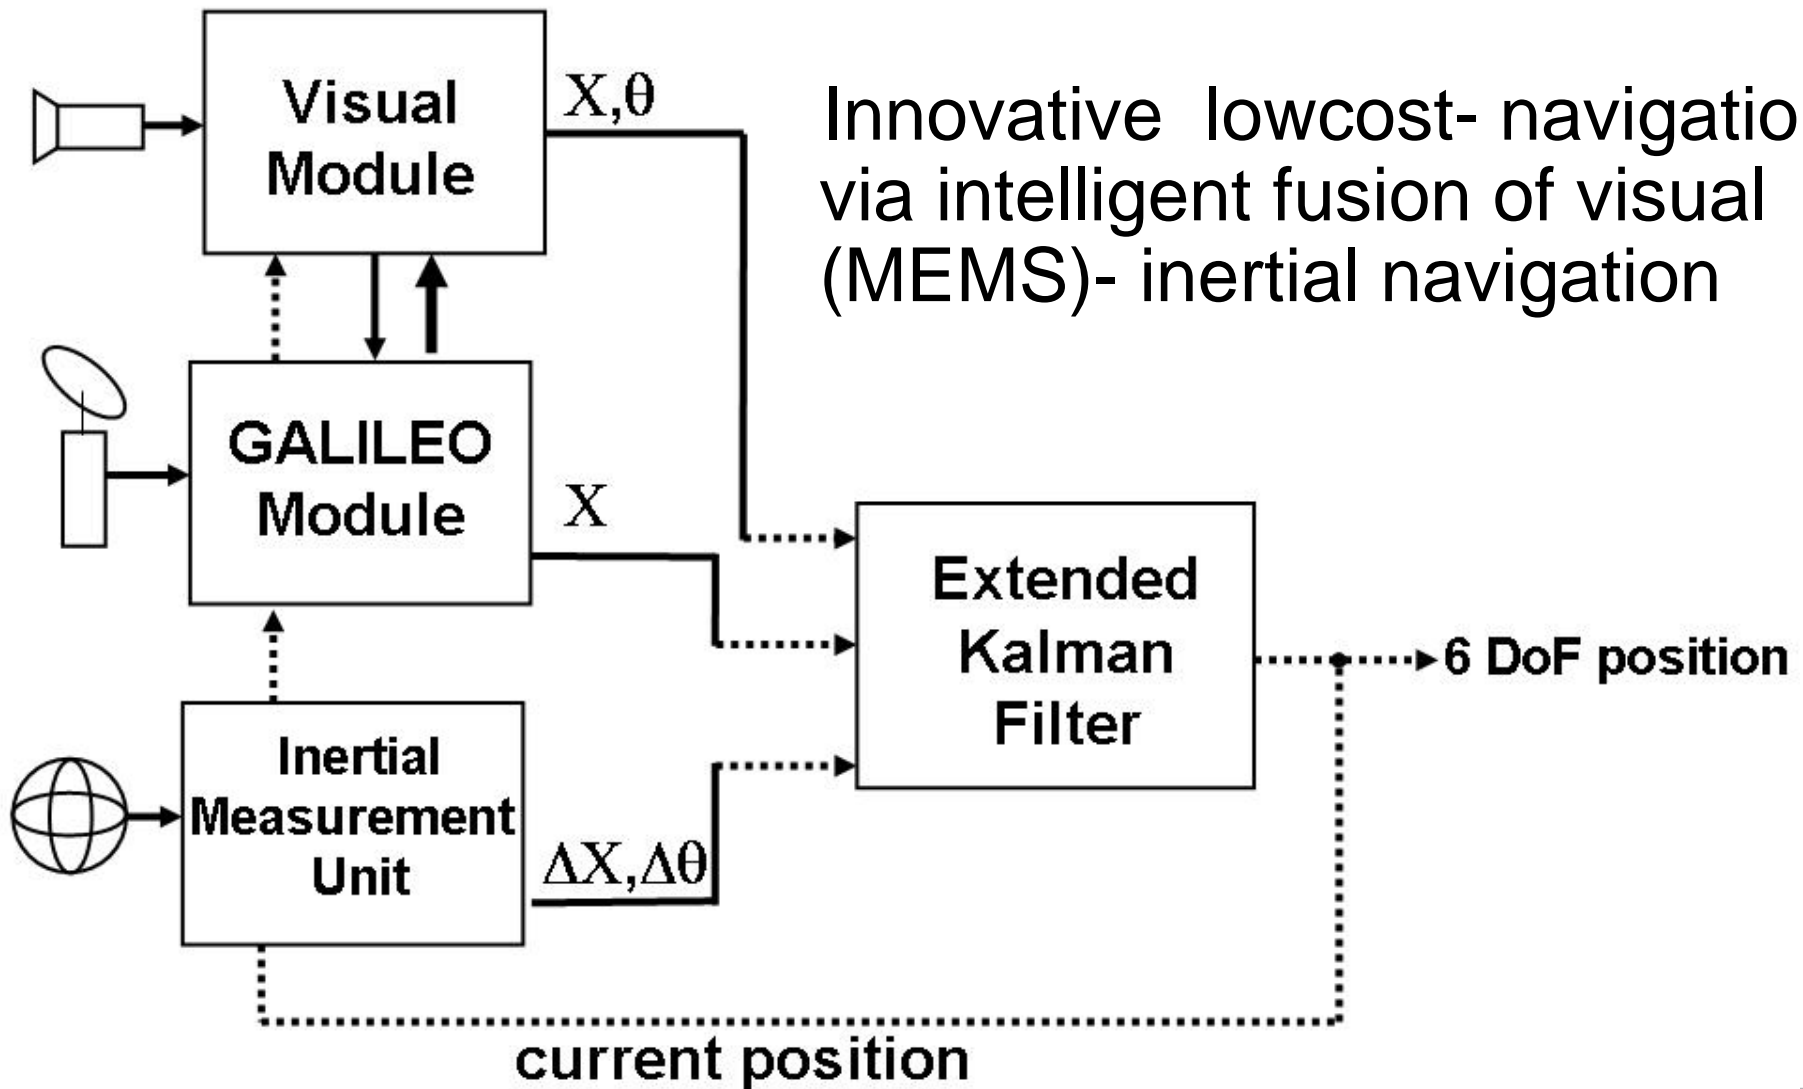 Visual
Module
X,θ
Innovative lowcost- navigatio
via intelligent fusion of visual
(MEMS)- inertial navigation
GALILEO
Module
X
Extended
Kalman
Filter
6 DoF position
Inertial
Measurement
Unit
ΔX,Δθ
current position